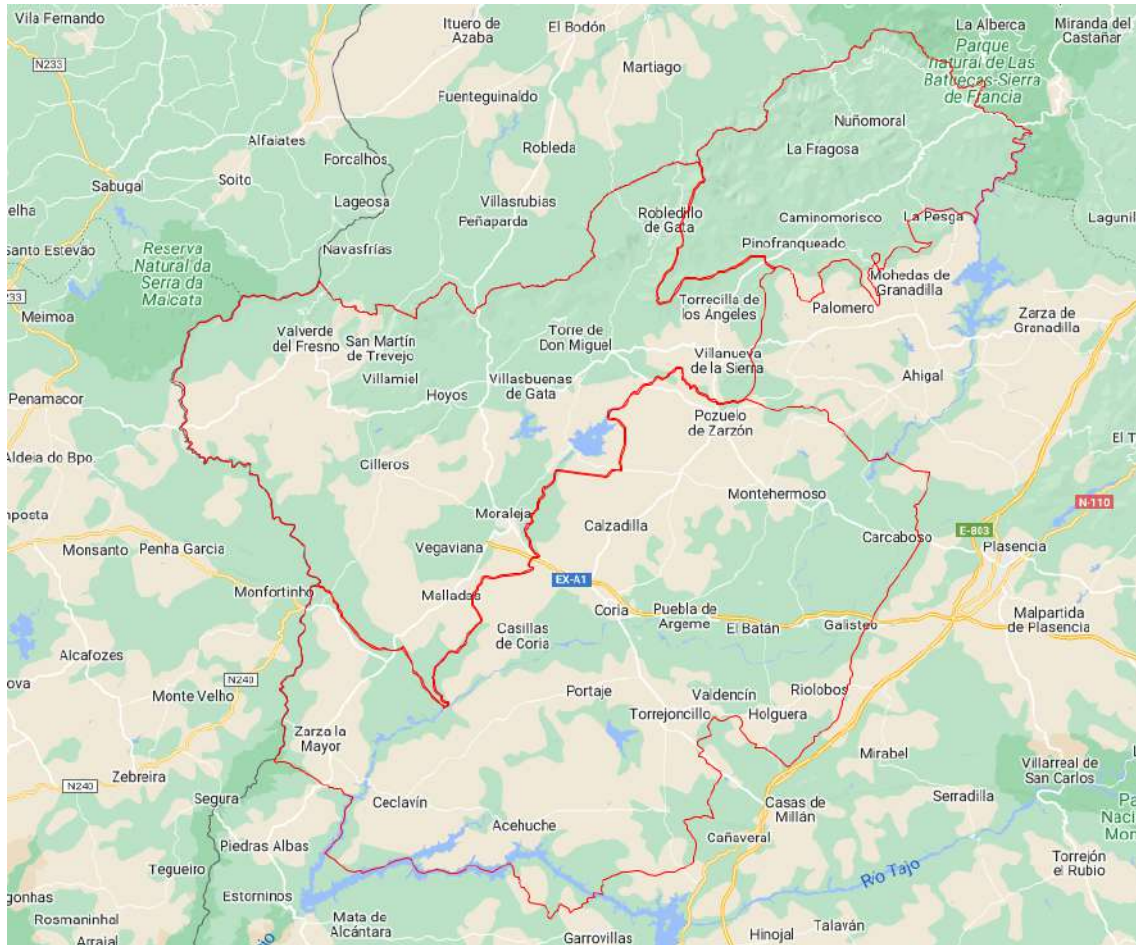 Vila Fernando
Ituero de
Azaba
El Bodón
La Alberca
Miranda del
Castañar
N233
Martiago
Parque
natural de Las
Batuecas-Sierra
de Francia
Fuenteguinaldo
Nuñomoral
Alfaiates
Robleda
La Fragosa
Forcalhos
Sabugal
Soito
Lageosa
Villasrubias
Peñaparda
Robledillo
de Gata
Caminomorisco
La Pesga
Santo Estevão
Reserva
Natural da
Serra da
Malcata
Navasfrías
Pinofranqueado
Mohedas de
Granadilla
Meimoa
Torrecilla de
los Ángeles
Palomero
Zarza de
Granadilla
Valverde
del Fresno
San Martín
de Trevejo
Torre de
Don Miguel
Villanueva
de la Sierra
Villamiel
Villasbuenas
de Gata
Ahigal
Penamacor
Hoyos
Pozuelo
de Zarzón
Aldeia do Bpo.
Cilleros
Montehermoso
N-110
Moraleja
Calzadilla
Carcaboso
E-803
Plasencia
Monsanto
Penha Garcia
Vegaviana
EX-A1
Monfortinho
Malladas
Coria
Puebla de
Argeme
El Batán
Galisteo
Malpartida
de Plasencia
Casillas
de Coria
Alcafozes
N240
Monte Velho
Portaje
Valdencín
Riolobos
Torrejoncillo
Holguera
Zarza la
Mayor
Mirabel
Zebreira
N240
Villarreal de
San Carlos
Segura
Ceclavín
Casas de
Millán
Serradilla
Acehuche
Cañaveral
Piedras Albas
Tegueiro
Río Tajo
Torrejón
el Rubio
Estorninos
Rosmaninhal
Mata de
Alcántara
Talaván
Garrovillas
Hinojal